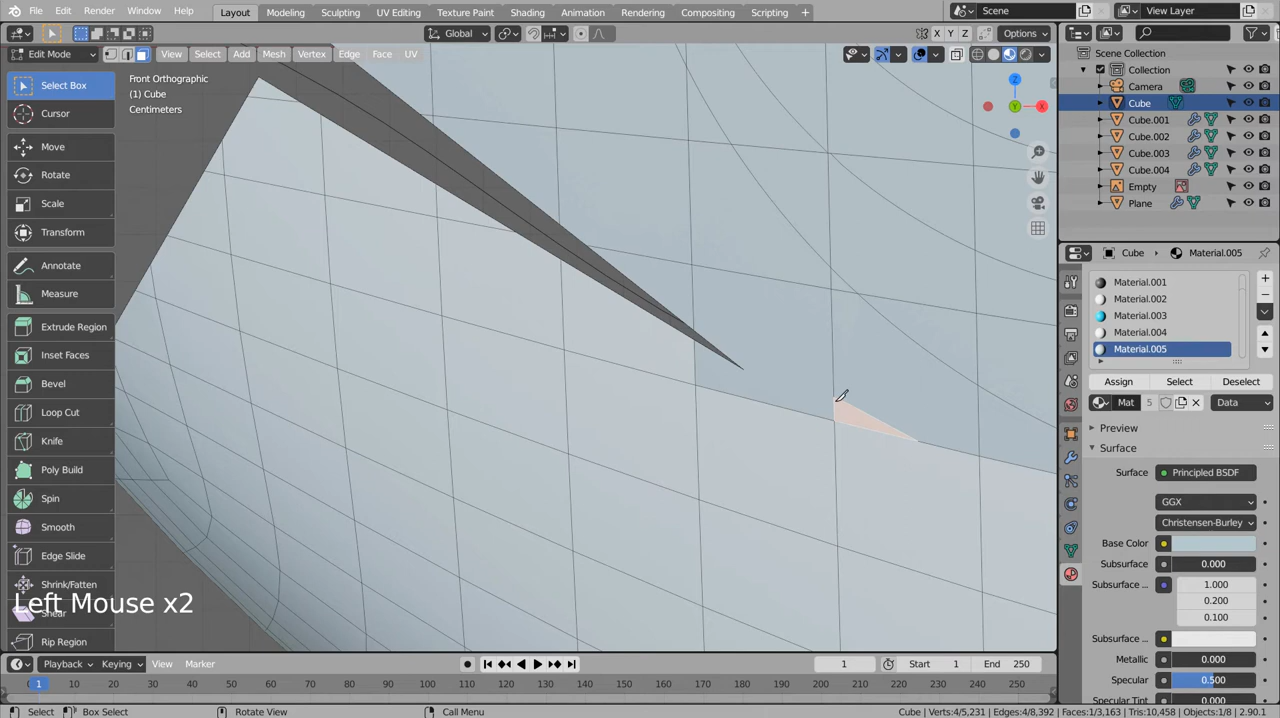 File Edit Render Window Help
Layout Modeling Sculpting UV Editing Texture Paint Shading Animation Rendering Compositing Scripting +
Scene View Layer
Global X Y Z Options
Edit Mode View Select Add Mesh Vertex Edge Face UV
Front Orthographic
(1) Cube
Centimeters
Z
X
Y
Select Box
Cursor
Move
Rotate
Scale
Transform
Annotate
Measure
Extrude Region
Inset Faces
Bevel
Loop Cut
Knife
Poly Build
Spin
Smooth
Edge Slide
Shrink/Fatten
Shear
Rip Region
Left Mouse x2
Scene Collection
Collection
Camera
Cube
Cube.001
Cube.002
Cube.003
Cube.004
Empty
Plane
Cube Material.005
Material.001
Material.002
Material.003
Material.004
Material.005
Assign Select Deselect
Mat 5 Data
Preview
Surface
Surface Principled BSDF
GGX
Christensen-Burley
Base Color
Subsurface 0.000
Subsurface ... 1.000
0.200
0.100
Subsurface ...
Metallic 0.000
Specular 0.500
Specular Tint 0.000
Playback Keying View Marker
1 Start 1 End 250
1 10 20 30 40 50 60 70 80 90 100 110 120 130 140 150 160 170 180 190 200 210 220 230 240 250
Select Box Select Rotate View Call Menu
Cube | Verts:4/5,231 | Edges:4/8,392 | Faces:1/3,163 | Tris:10,458 | Objects:1/8 | 2.90.1